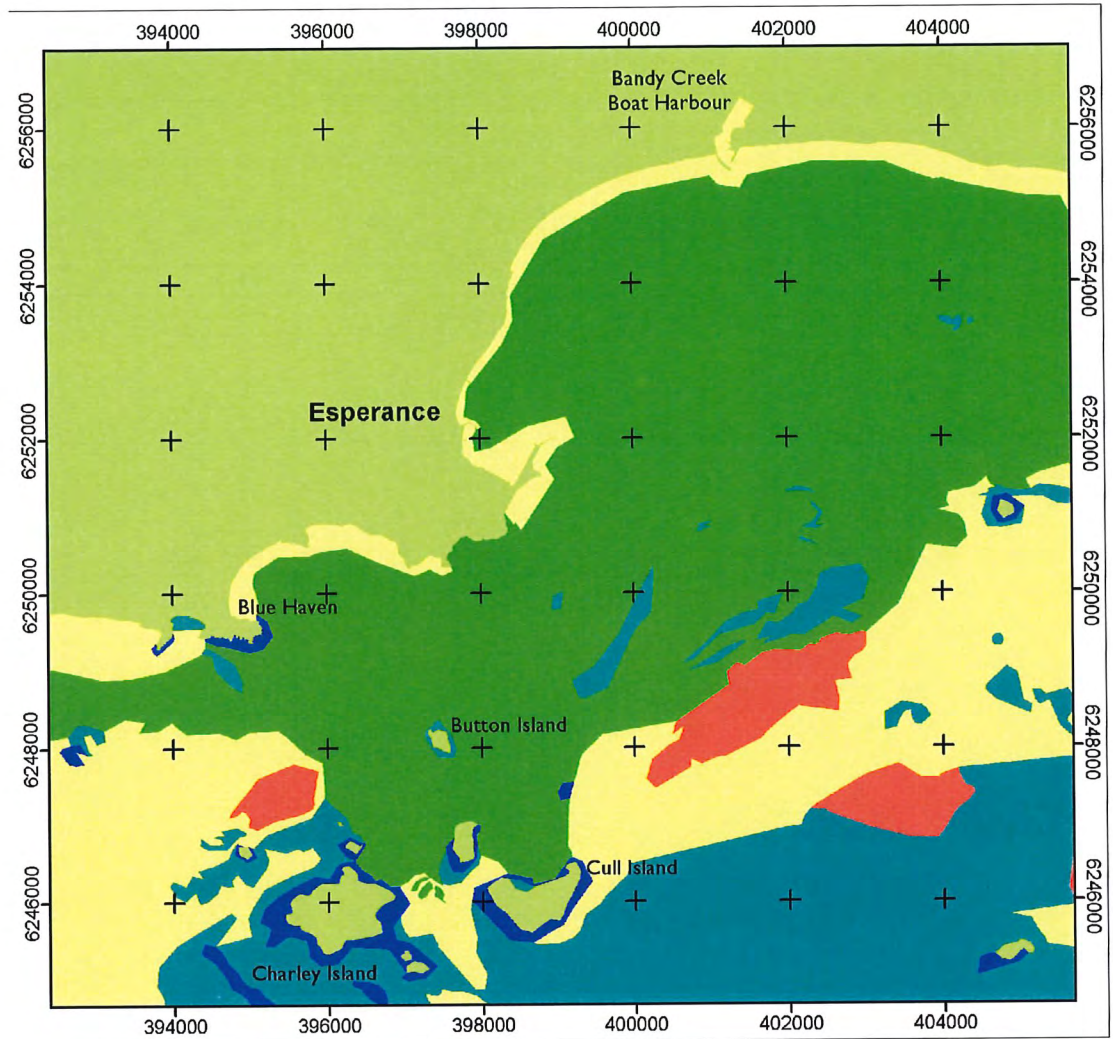 394000 396000 398000 400000 402000 404000
Bandy Creek
Boat Harbour
6256000
6256000
6254000
6254000
Esperance
6252000
6252000
6250000
6250000
Blue Haven
Button Island
6248000
6248000
Cull Island
6246000
6246000
Charley Island
394000 396000 398000 400000 402000 404000